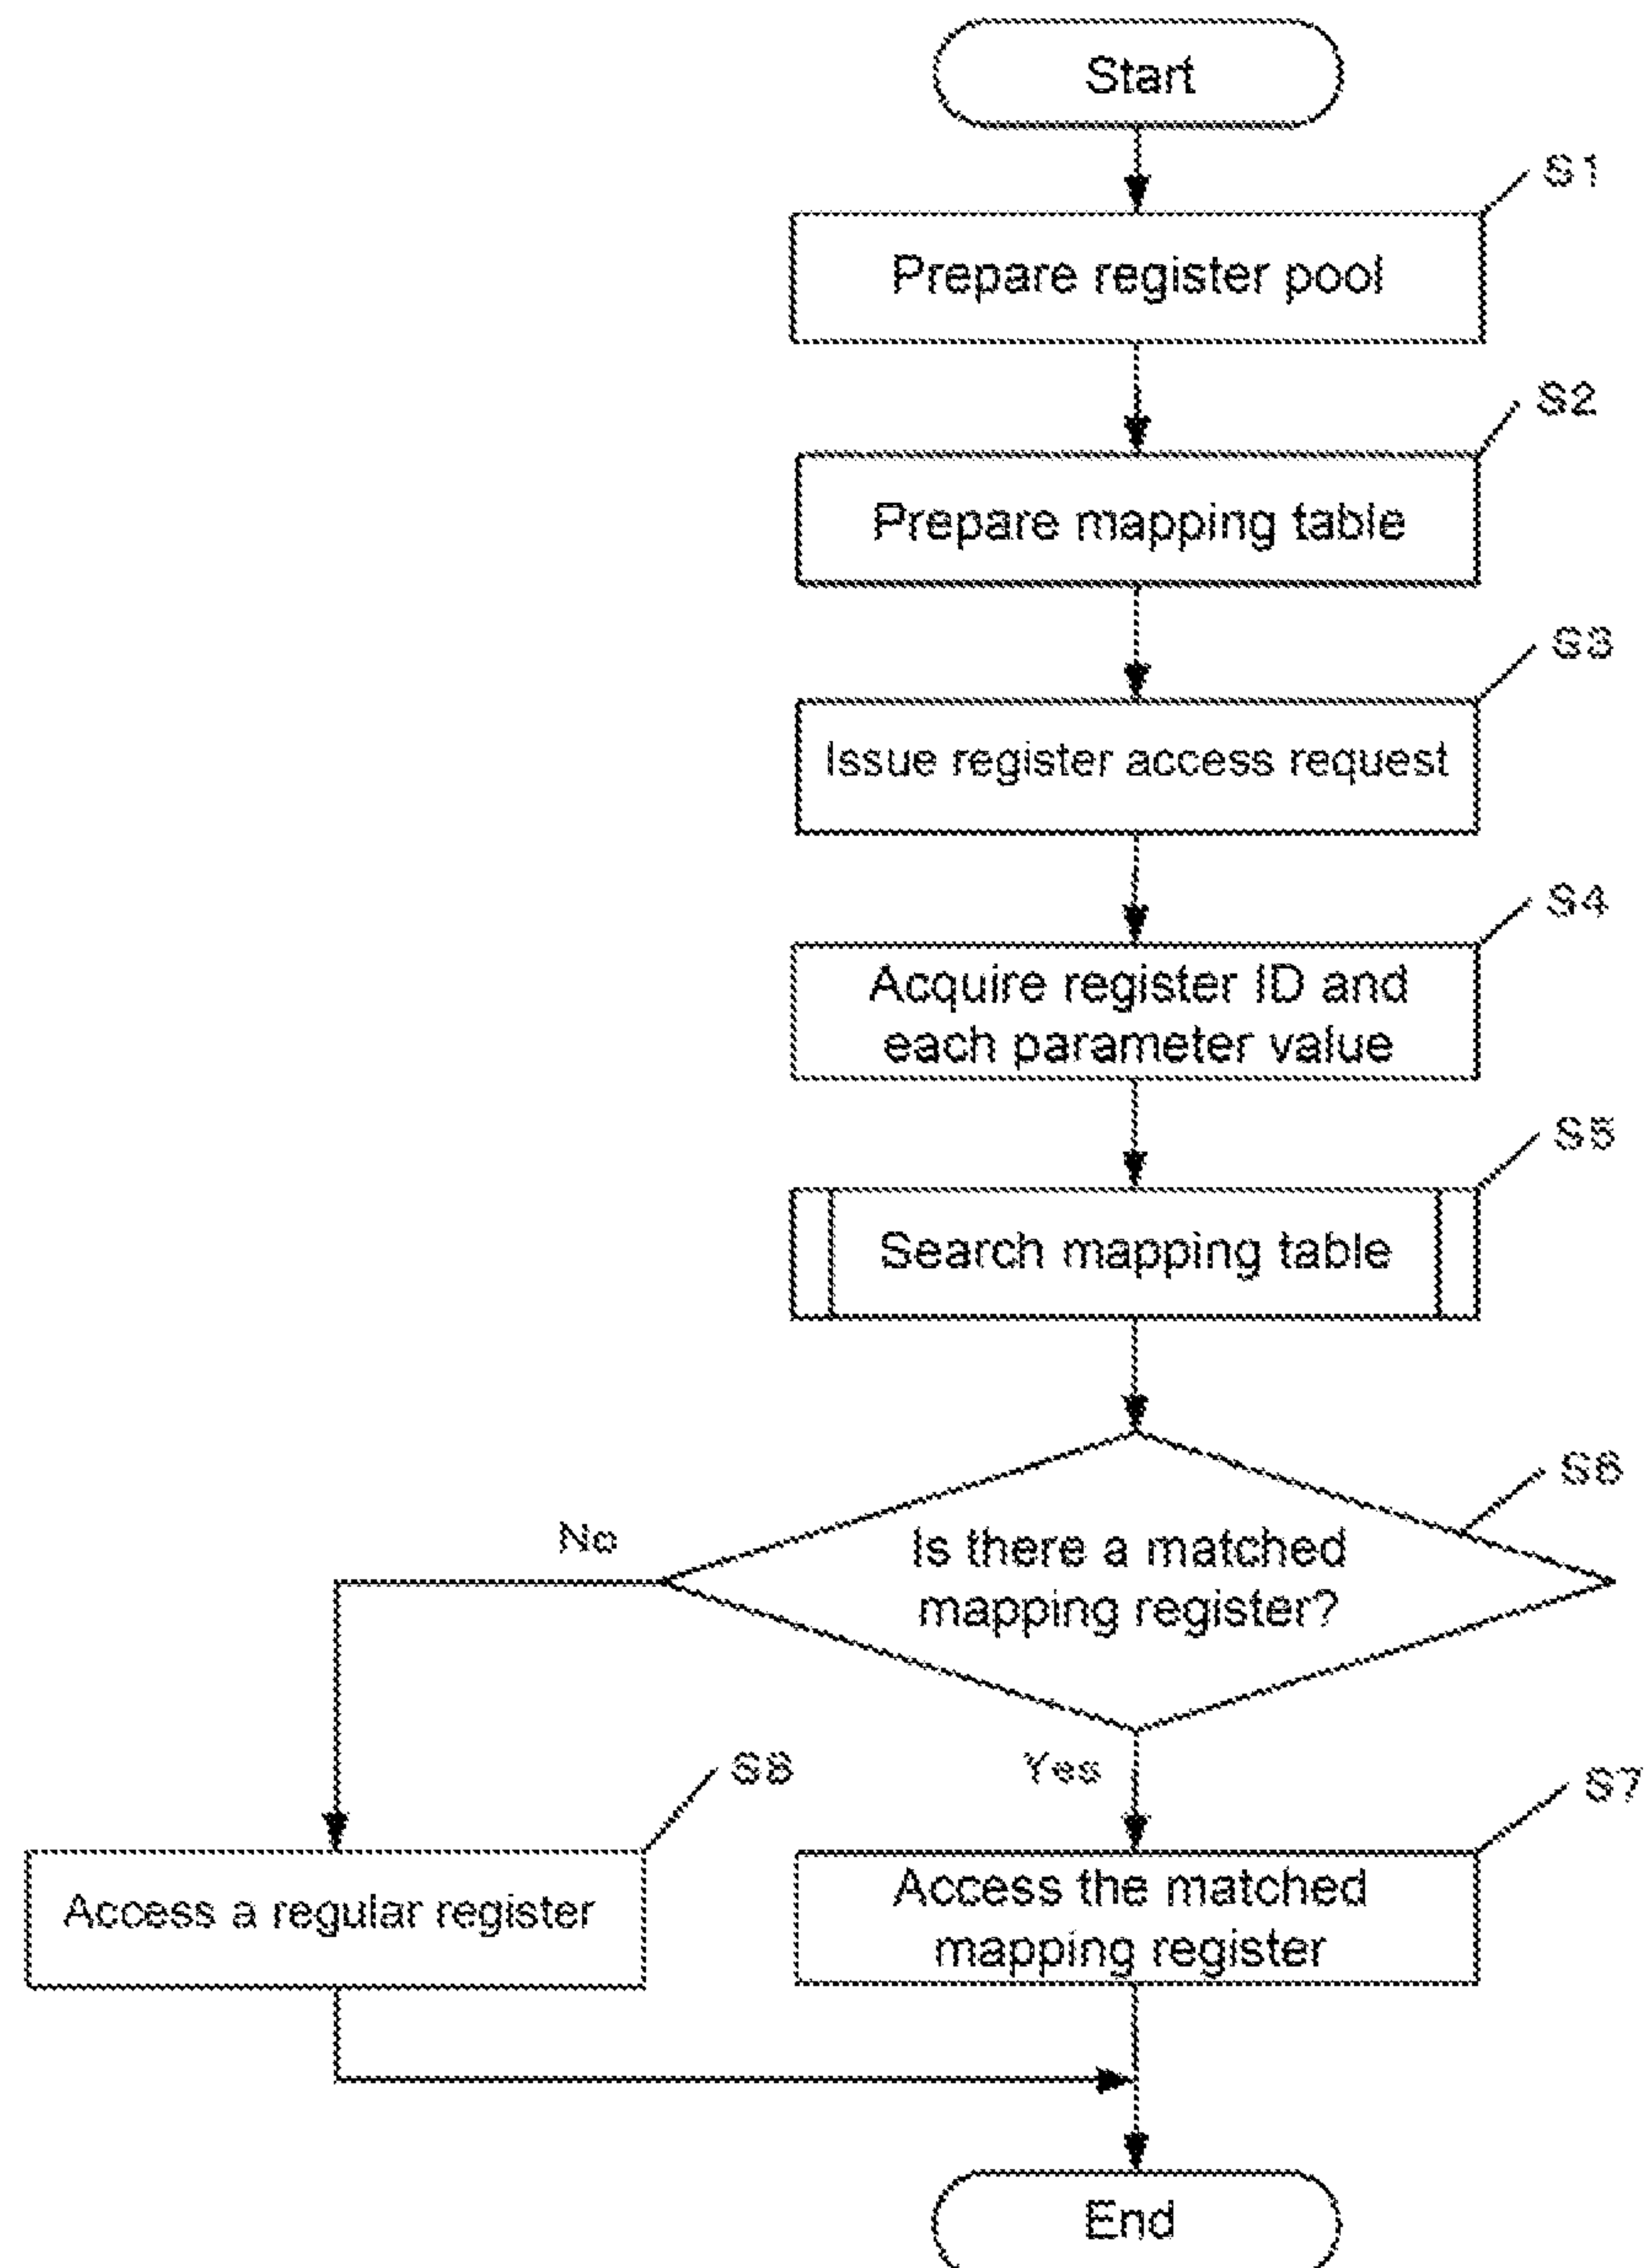 Start
S1
Prepare register pool
S2
Prepare mapping table
S3
Issue register access request
S4
Acquire register ID and
each parameter value
S5
Search mapping table
S6
No
Is there a matched
mapping register?
S8
Yes
S7
Access a regular register
Access the matched
mapping register
End